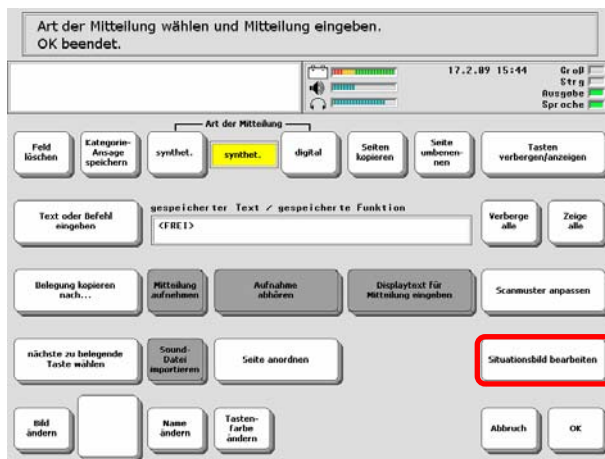 Art der Mitteilung wählen und Mitteilung eingeben.
OK beendet.
17.2.09 15:44
Groß
Strg
Ausgabe
Sprache
Art der Mitteilung
Feld
löschen
Kategorie-
Ansage
speichern
synthet.
synthet.
digital
Seiten
kopieren
Seite
umbenen-
nen
Tasten
verbergen/anzeigen
Text oder Befehl
eingeben
gespeicherter Text / gespeicherte Funktion
<FREI>
Verberge
alle
Zeige
alle
Belegung kopieren
nach...
Mitteilung
aufnehmen
Aufnahme
abhören
Displaytext für
Mitteilung eingeben
Scanmuster anpassen
nächste zu belegende
Taste wählen
Sound-
Datei
importieren
Seite anordnen
Situationsbild bearbeiten
Bild
ändern
Name
ändern
Tasten-
farbe
ändern
Abbruch
OK